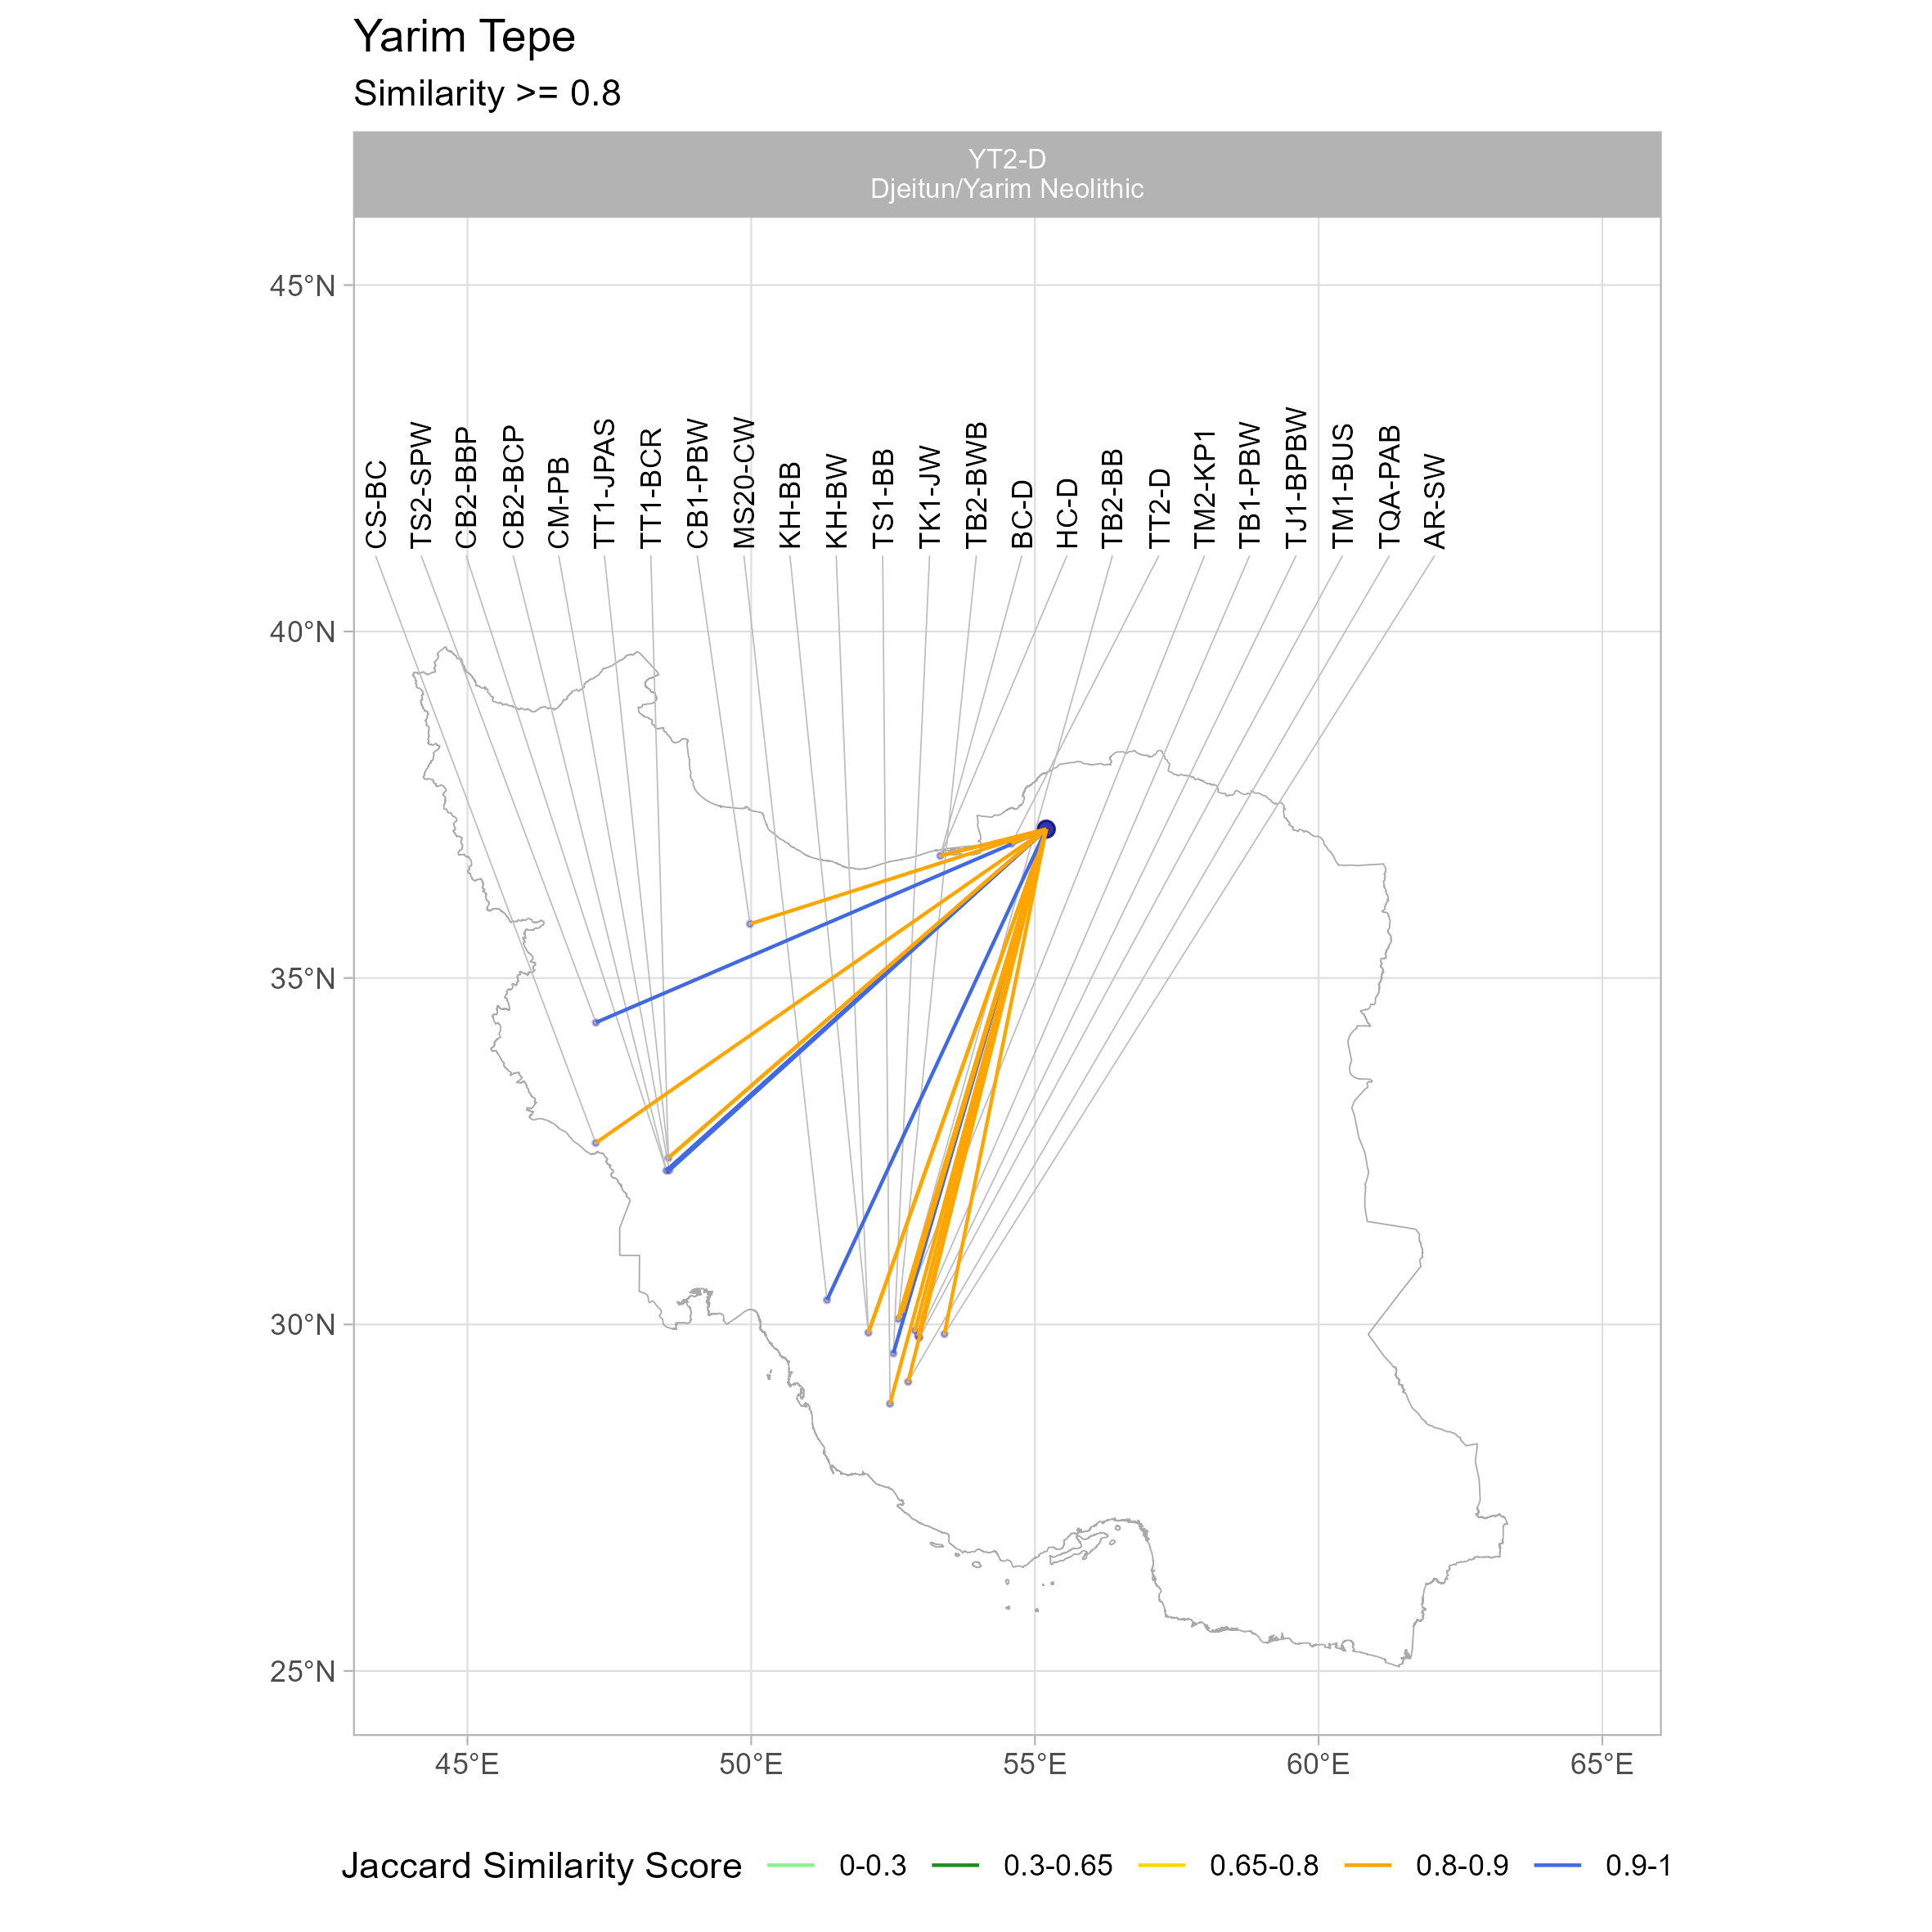 Yarim Tepe
Similarity >= 0.8
YT2-D
Djeitun/Yarim Neolithic
45°N
40°N
35°N
30°N
25°N
CS-BC
TS2-SPW
CB2-BBP
CB2-BCP
CM-PB
TT1-JPAS
TT1-BCR
CB1-PBW
MS20-CW
KH-BB
KH-BW
TS1-BB
TK1-JW
TB2-BWB
BC-D
HC-D
TB2-BB
TT2-D
TM2-KP1
TB1-PBW
TJ1-BPBW
TM1-BUS
TQA-PAB
AR-SW
45°E
50°E
55°E
60°E
65°E
Jaccard Similarity Score 0-0.3 0.3-0.65 0.65-0.8 0.8-0.9 0.9-1